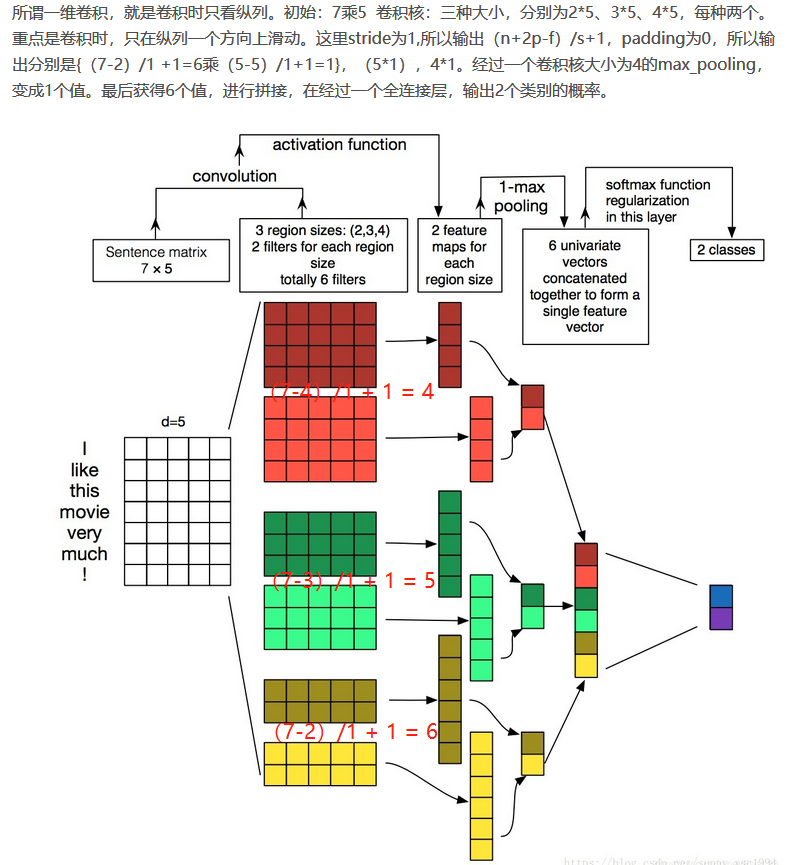 所谓一维卷积，就是卷积时只看纵列。初始：7乘5  卷积核：三种大小，分别为2*5、3*5、4*5，每种两个。
重点是卷积时，只在纵列一个方向上滑动。这里stride为1,所以输出（n+2p-f）/s+1，padding为0，所以输
出分别是{（7-2）/1 +1=6乘（5-5）/1+1=1}，（5*1），4*1。经过一个卷积核大小为4的max_pooling，
变成1个值。最后获得6个值，进行拼接，在经过一个全连接层，输出2个类别的概率。
activation function
convolution
1-max
pooling
softmax function
regularization
in this layer
Sentence matrix
7 × 5
3 region sizes: (2,3,4)
2 filters for each region
size
totally 6 filters
2 feature
maps for
each
region size
6 univariate
vectors
concatenated
together to form a
single feature
vector
2 classes
（7-4）/1 + 1 = 4
d=5
I
like
this
movie
very
much
!
（7-3）/1 + 1 = 5
（7-2）/1 + 1 = 6